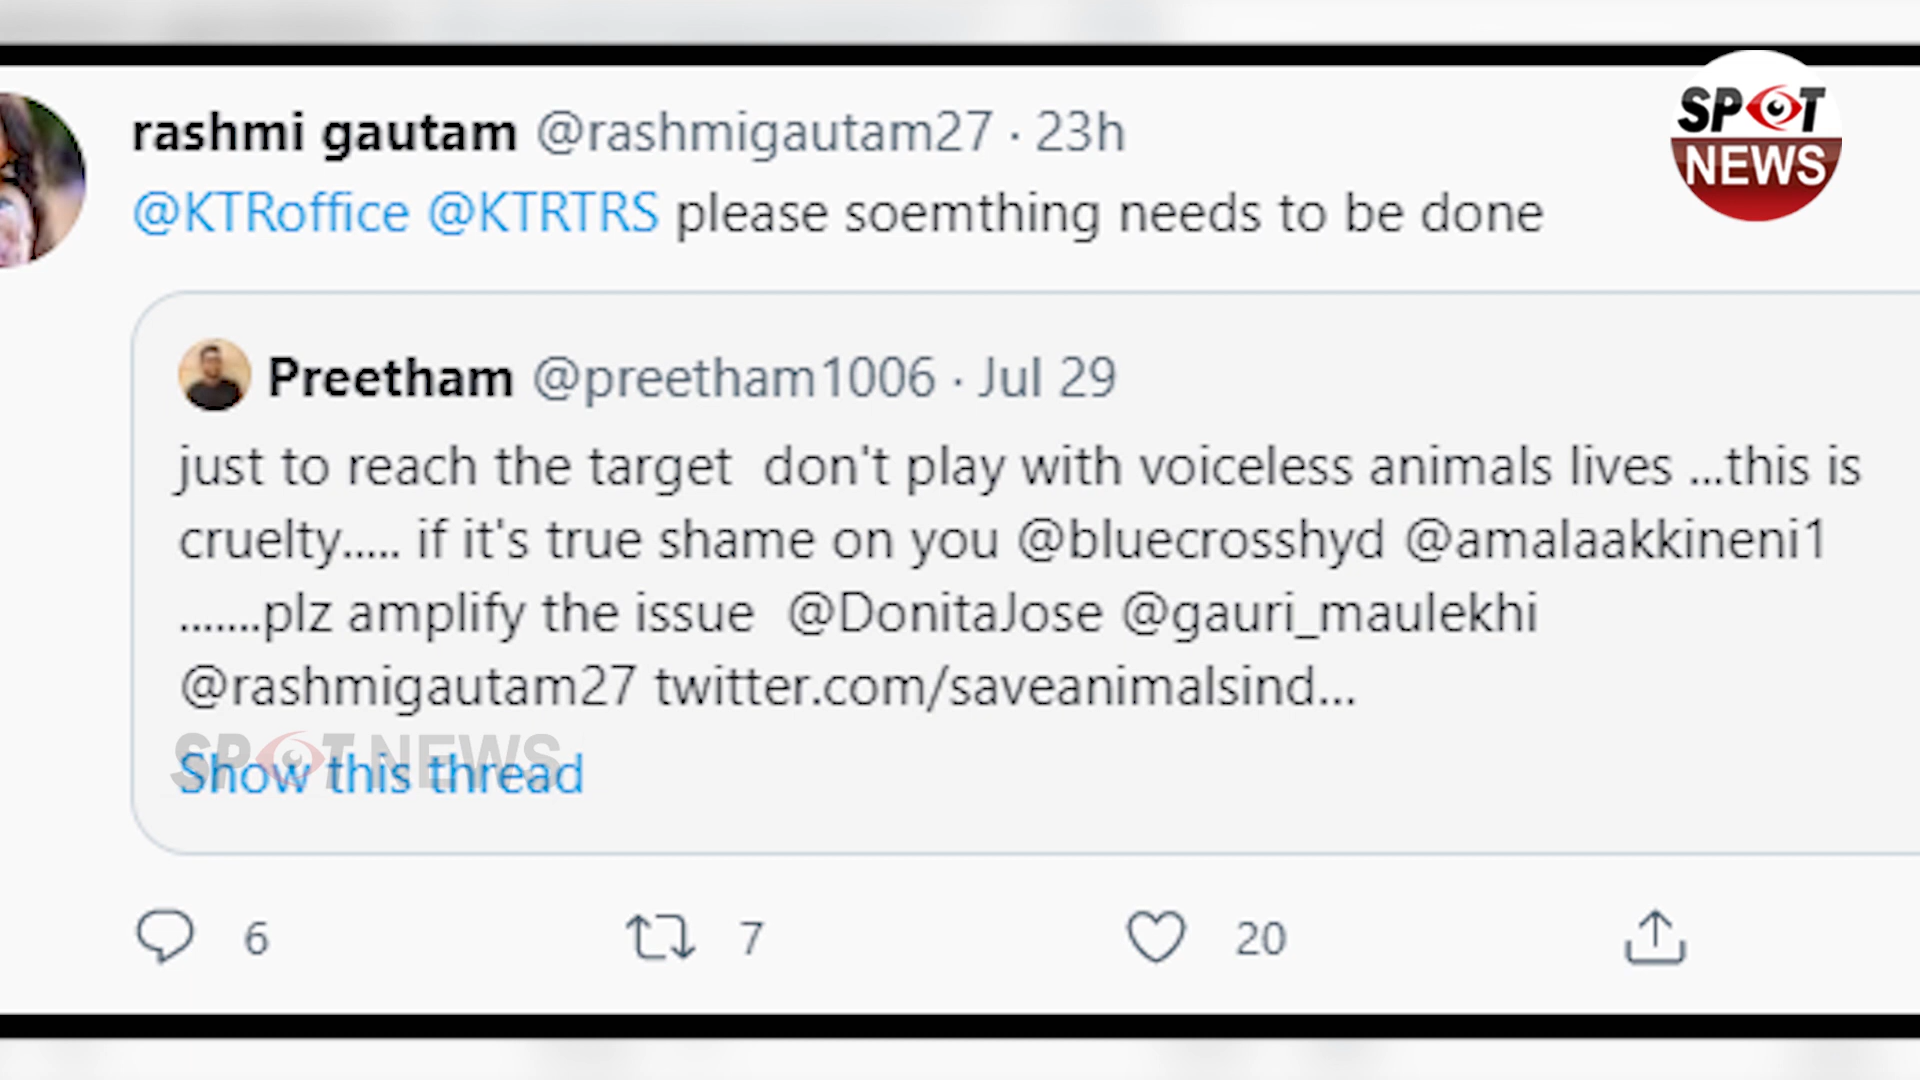 SPOT
NEWS
rashmi gautam @rashmigautam27 · 23h
@KTRoffice @KTRTRS please soemthing needs to be done
Preetham @preetham1006 · Jul 29
just to reach the target  don't play with voiceless animals lives ...this is
cruelty..... if it's true shame on you @bluecrosshyd @amalaakkineni1
.......plz amplify the issue  @DonitaJose @gauri_maulekhi
@rashmigautam27 twitter.com/saveanimalsind...
SPOT NEWS
Show this thread
6 7 20